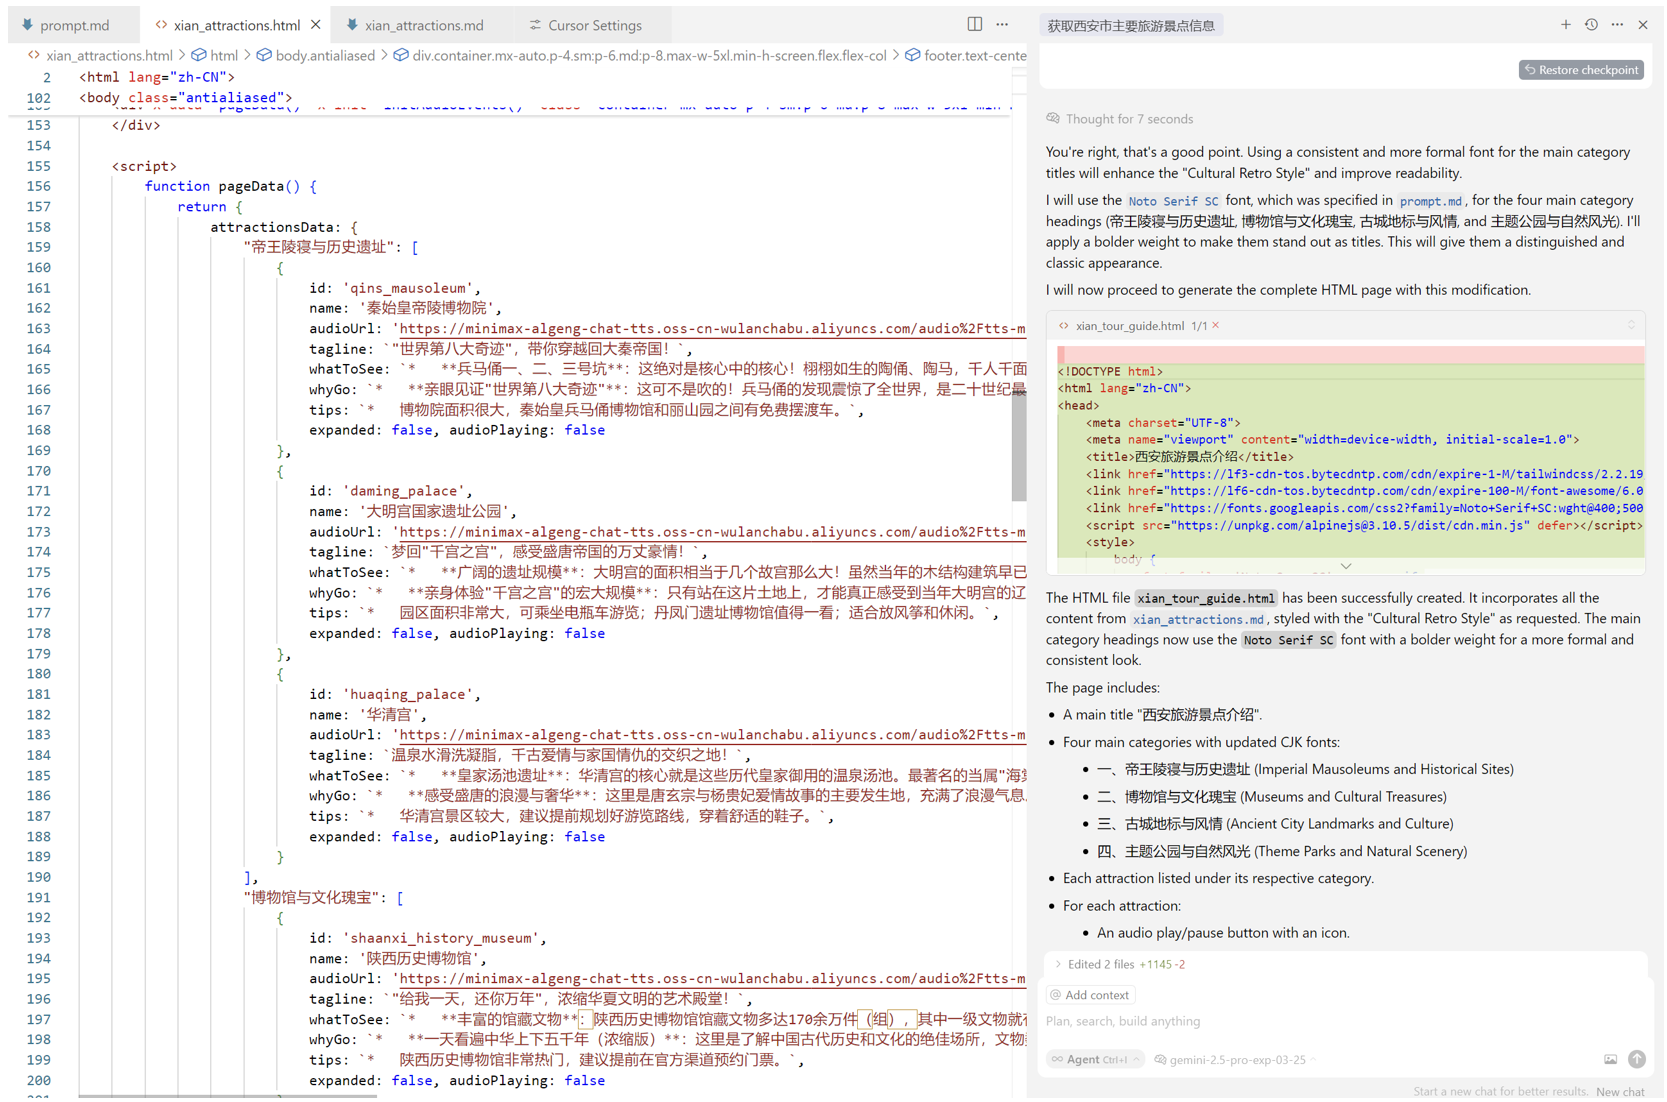 prompt.md
xian_attractions.html
xian_attractions.md
Cursor Settings
xian_attractions.html > html > body.antialiased > div.container.mx-auto.p-4.sm:p-6.md:p-8.max-w-5xl.min-h-screen.flex.flex-col > footer.text-cente
2 <html lang="zh-CN">
102 <body class="antialiased">
153 </div>
154
155 <script>
156 function pageData() {
157 return {
158 attractionsData: {
159 "帝王陵寝与历史遗址": [
160 {
161 id: 'qins_mausoleum',
162 name: '秦始皇帝陵博物院',
163 audioUrl: 'https://minimax-algeng-chat-tts.oss-cn-wulanchabu.aliyuncs.com/audio%2Ftts-m
164 tagline: `"世界第八大奇迹"，带你穿越回大秦帝国！`,
165 whatToSee: `*   **兵马俑一、二、三号坑**：这绝对是核心中的核心！栩栩如生的陶俑、陶马，千人千面
166 whyGo: `*   **亲眼见证"世界第八大奇迹"**：这可不是吹的！兵马俑的发现震惊了全世界，是二十世纪最
167 tips: `*   博物院面积很大，秦始皇兵马俑博物馆和丽山园之间有免费摆渡车。`,
168 expanded: false, audioPlaying: false
169 },
170 {
171 id: 'daming_palace',
172 name: '大明宫国家遗址公园',
173 audioUrl: 'https://minimax-algeng-chat-tts.oss-cn-wulanchabu.aliyuncs.com/audio%2Ftts-m
174 tagline: `梦回"千宫之宫"，感受盛唐帝国的万丈豪情！`,
175 whatToSee: `*   **广阔的遗址规模**：大明宫的面积相当于几个故宫那么大！虽然当年的木结构建筑早已
176 whyGo: `*   **亲身体验"千宫之宫"的宏大规模**：只有站在这片土地上，才能真正感受到当年大明宫的辽
177 tips: `*   园区面积非常大，可乘坐电瓶车游览；丹凤门遗址博物馆值得一看；适合放风筝和休闲。`,
178 expanded: false, audioPlaying: false
179 },
180 {
181 id: 'huaqing_palace',
182 name: '华清宫',
183 audioUrl: 'https://minimax-algeng-chat-tts.oss-cn-wulanchabu.aliyuncs.com/audio%2Ftts-m
184 tagline: `温泉水滑洗凝脂，千古爱情与家国情仇的交织之地！`,
185 whatToSee: `*   **皇家汤池遗址**：华清宫的核心就是这些历代皇家御用的温泉汤池。最著名的当属"海棠
186 whyGo: `*   **感受盛唐的浪漫与奢华**：这里是唐玄宗与杨贵妃爱情故事的主要发生地，充满了浪漫气息。
187 tips: `*   华清宫景区较大，建议提前规划好游览路线，穿着舒适的鞋子。`,
188 expanded: false, audioPlaying: false
189 }
190 ],
191 "博物馆与文化瑰宝": [
192 {
193 id: 'shaanxi_history_museum',
194 name: '陕西历史博物馆',
195 audioUrl: 'https://minimax-algeng-chat-tts.oss-cn-wulanchabu.aliyuncs.com/audio%2Ftts-m
196 tagline: `"给我一天，还你万年"，浓缩华夏文明的艺术殿堂！`,
197 whatToSee: `*   **丰富的馆藏文物**：陕西历史博物馆馆藏文物多达170余万件（组），其中一级文物就有
198 whyGo: `*   **一天看遍中华上下五千年（浓缩版）**：这里是了解中国古代历史和文化的绝佳场所，文物
199 tips: `*   陕西历史博物馆非常热门，建议提前在官方渠道预约门票。`,
200 expanded: false, audioPlaying: false
获取西安市主要旅游景点信息
Restore checkpoint
Thought for 7 seconds
You're right, that's a good point. Using a consistent and more formal font for the main category
titles will enhance the "Cultural Retro Style" and improve readability.
I will use the Noto Serif SC font, which was specified in prompt.md, for the four main category
headings (帝王陵寝与历史遗址, 博物馆与文化瑰宝, 古城地标与风情, and 主题公园与自然风光). I'll
apply a bolder weight to make them stand out as titles. This will give them a distinguished and
classic appearance.
I will now proceed to generate the complete HTML page with this modification.
xian_tour_guide.html 1/1
<!DOCTYPE html>
<html lang="zh-CN">
<head>
<meta charset="UTF-8">
<meta name="viewport" content="width=device-width, initial-scale=1.0">
<title>西安旅游景点介绍</title>
<link href="https://lf3-cdn-tos.bytecdntp.com/cdn/expire-1-M/tailwindcss/2.2.19
<link href="https://lf6-cdn-tos.bytecdntp.com/cdn/expire-100-M/font-awesome/6.0
<link href="https://fonts.googleapis.com/css2?family=Noto+Serif+SC:wght@400;500
<script src="https://unpkg.com/alpinejs@3.10.5/dist/cdn.min.js" defer></script>
<style>
body {
The HTML file xian_tour_guide.html has been successfully created. It incorporates all the
content from xian_attractions.md, styled with the "Cultural Retro Style" as requested. The main
category headings now use the Noto Serif SC font with a bolder weight for a more formal and
consistent look.
The page includes:
• A main title "西安旅游景点介绍".
• Four main categories with updated CJK fonts:
• 一、帝王陵寝与历史遗址 (Imperial Mausoleums and Historical Sites)
• 二、博物馆与文化瑰宝 (Museums and Cultural Treasures)
• 三、古城地标与风情 (Ancient City Landmarks and Culture)
• 四、主题公园与自然风光 (Theme Parks and Natural Scenery)
• Each attraction listed under its respective category.
• For each attraction:
• An audio play/pause button with an icon.
Edited 2 files +1145 -2
@ Add context
Plan, search, build anything
Agent Ctrl+I
gemini-2.5-pro-exp-03-25
Start a new chat for better results. New chat